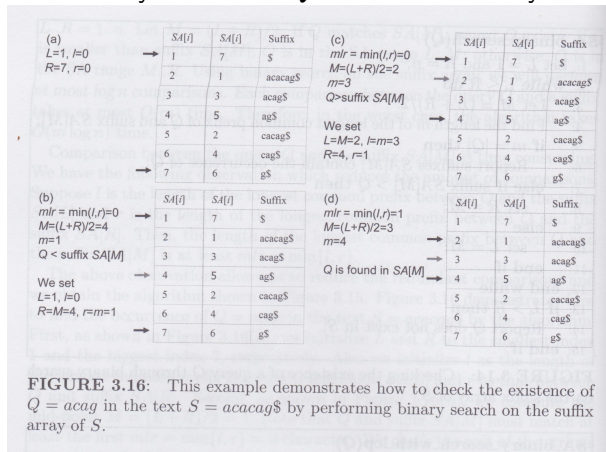 (a)
L=1, l=0
R=7, r=0
SA[i] SA[i] Suffix
1 7 $
2 1 acacag$
3 3 acag$
4 5 ag$
5 2 cacag$
6 4 cag$
7 6 g$
(b)
mlr = min(l,r)=0
M=(L+R)/2=4
m=1
Q < suffix SA[M]
We set
L=1, l=0
R=M=4, r=m=1
SA[i] SA[i] Suffix
1 7 $
2 1 acacag$
3 3 acag$
4 5 ag$
5 2 cacag$
6 4 cag$
7 6 g$
(c)
mlr = min(l,r)=0
M=(L+R)/2=2
m=3
Q>suffix SA[M]
We set
L=M=2, l=m=3
R=4, r=1
SA[i] SA[i] Suffix
1 7 $
2 1 acacag$
3 3 acag$
4 5 ag$
5 2 cacag$
6 4 cag$
7 6 g$
(d)
mlr = min(l,r)=1
M=(L+R)/2=3
m=4
Q is found in SA[M]
SA[i] SA[i] Suffix
1 7 $
2 1 acacag$
3 3 acag$
4 5 ag$
5 2 cacag$
6 4 cag$
7 6 g$
FIGURE 3.16: This example demonstrates how to check the existence of
Q = acag in the text S = acacag$ by performing binary search on the suffix
array of S.